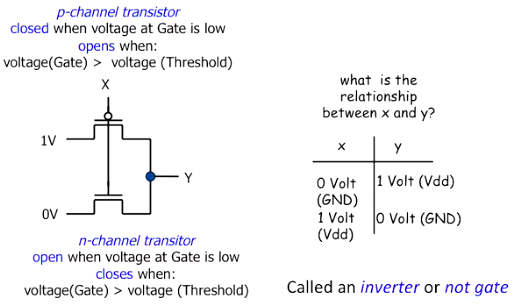 p-channel transistor
closed when voltage at Gate is low
opens when:
voltage(Gate) > voltage (Threshold)
X
1V
Y
0V
n-channel transitor
open when voltage at Gate is low
closes when:
voltage(Gate) > voltage (Threshold)
what is the
relationship
between x and y?
x y
0 Volt 1 Volt (Vdd)
(GND)
1 Volt 0 Volt (GND)
(Vdd)
Called an inverter or not gate